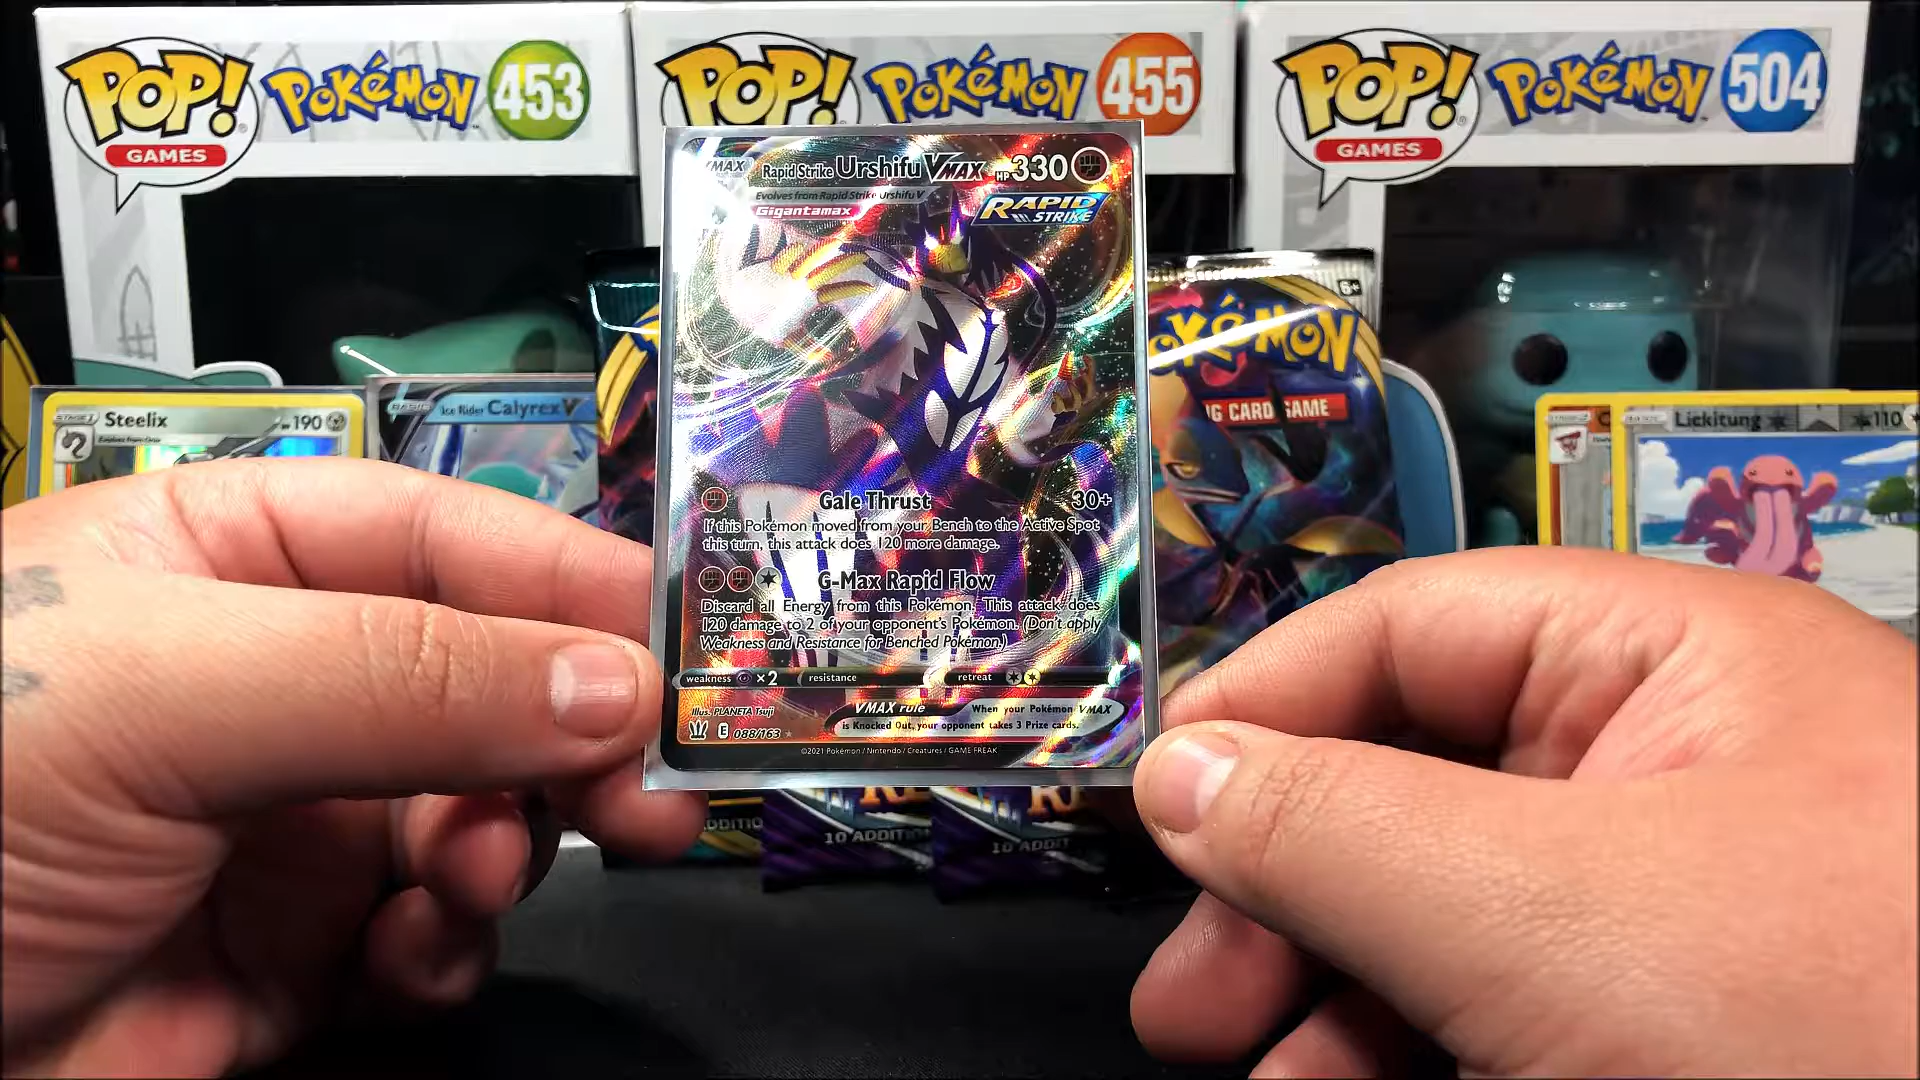 POP!
GAMES
Pokémon
453
POP!
Pokémon
455
POP!
GAMES
Pokémon
504
VMAX
Rapid Strike Urshifu VMAX
HP 330
Evolves from Rapid Strike Urshifu V
Gigantamax
RAPID
STRIKE
Gale Thrust 30+
If this Pokémon moved from your Bench to the Active Spot
this turn, this attack does 120 more damage.
G-Max Rapid Flow
Discard all Energy from this Pokémon. This attack does
120 damage to 2 of your opponent's Pokémon. (Don't apply
Weakness and Resistance for Benched Pokémon.)
weakness ×2 resistance retreat
Illus. PLANETA Tsuji
VMAX rule When your Pokémon VMAX
is Knocked Out, your opponent takes 3 Prize cards.
E 088/163
©2021 Pokémon / Nintendo / Creatures / GAME FREAK
Steelix
190
BASIC
Ice Rider Calyrex V
6+
OKÉMON
G CARD GAME
Lickitung
110
DDITIO
10 ADDITION
10 ADDIT